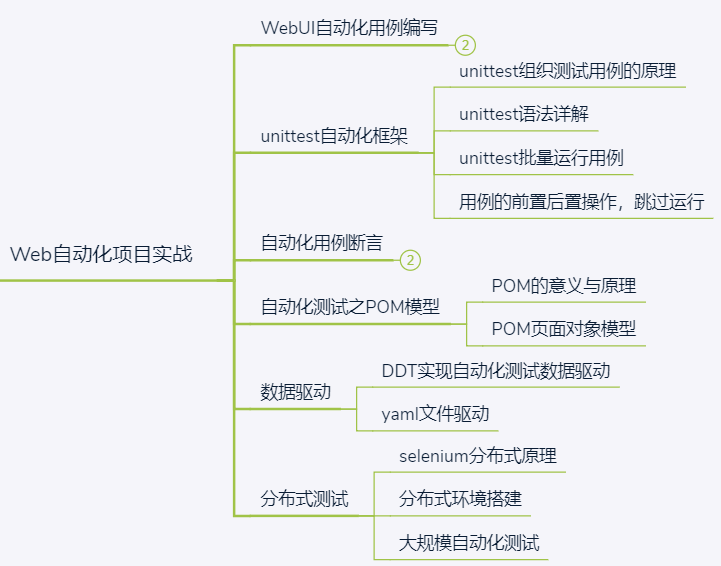 WebUI自动化用例编写
2
unittest组织测试用例的原理
unittest语法详解
unittest自动化框架
unittest批量运行用例
用例的前置后置操作，跳过运行
自动化用例断言
2
Web自动化项目实战
POM的意义与原理
自动化测试之POM模型
POM页面对象模型
DDT实现自动化测试数据驱动
数据驱动
yaml文件驱动
selenium分布式原理
分布式测试
分布式环境搭建
大规模自动化测试